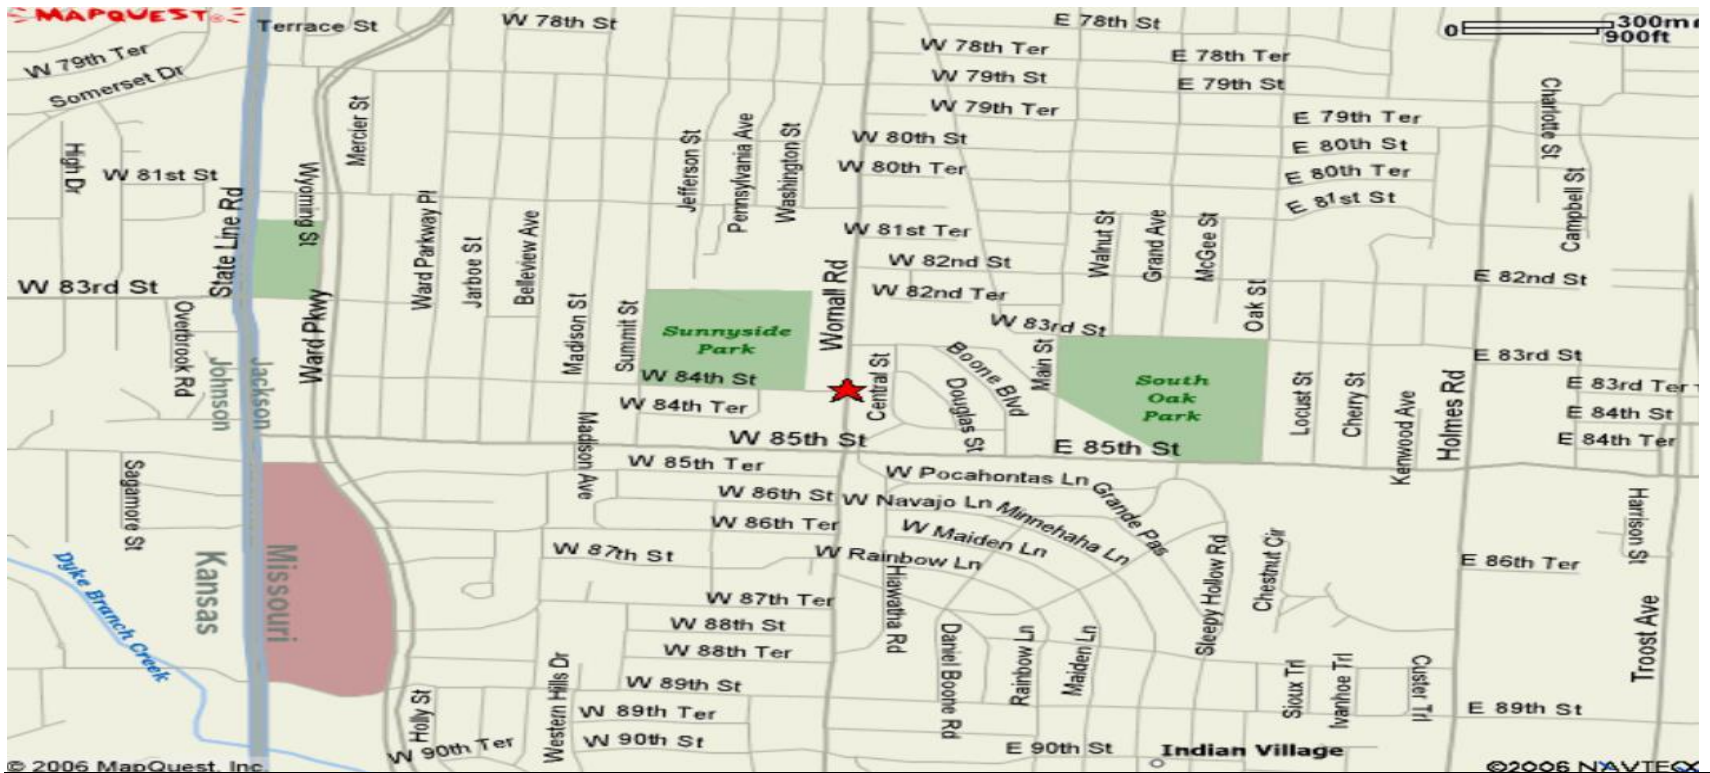 MAPQUEST®
Terrace St
W 78th St
E 78th St
0
300m
900ft
W 79th Ter
Somerset Dr
W 78th Ter
E 78th Ter
W 79th St
E 79th St
W 79th Ter
E 79th Ter
Mercier St
Charlotte St
W 80th St
E 80th St
High Dr
W 81st St
Wyoming St
Jefferson St
Pennsylvania Ave
Washington St
W 80th Ter
E 80th Ter
E 81st St
Campbell St
State Line Rd
Ward Parkway Pl
Jarboe St
Belleview Ave
W 81st Ter
Walnut St
Grand Ave
McGee St
W 82nd St
E 82nd St
W 83rd St
W 82nd Ter
Oak St
Overbrook Rd
Ward Pkwy
Madison St
Summit St
Sunnyside
Park
Wornall Rd
W 83rd St
Main St
E 83rd St
Johnson
Jackson
W 84th St
Central St
Boone Blvd
Douglas St
South
Oak
Park
Locust St
Cherry St
Kenwood Ave
Holmes Rd
E 83rd Ter
W 84th Ter
E 84th St
Madison Ave
W 85th St
E 85th St
E 84th Ter
Sagamore St
W 85th Ter
W Pocahontas Ln
Grande Pas
W 86th St
W Navajo Ln
Minnehaha Ln
Harrison St
W 86th Ter
W Maiden Ln
Kansas
Missouri
W 87th St
W Rainbow Ln
Sleepy Hollow Rd
Chestnut Cir
E 86th Ter
Dyke Branch Creek
W 87th Ter
Hiawatha Rd
W 88th St
Troost Ave
W 88th Ter
Daniel Boone Rd
Rainbow Ln
Maiden Ln
Sioux Trl
Ivanhoe Trl
Custer Trl
Holly St
Western Hills Dr
W 89th St
W 89th Ter
E 89th St
W 90th Ter
W 90th St
E 90th St
Indian Village
© 2006 MapQuest, Inc.
©2006 NAVTEQ